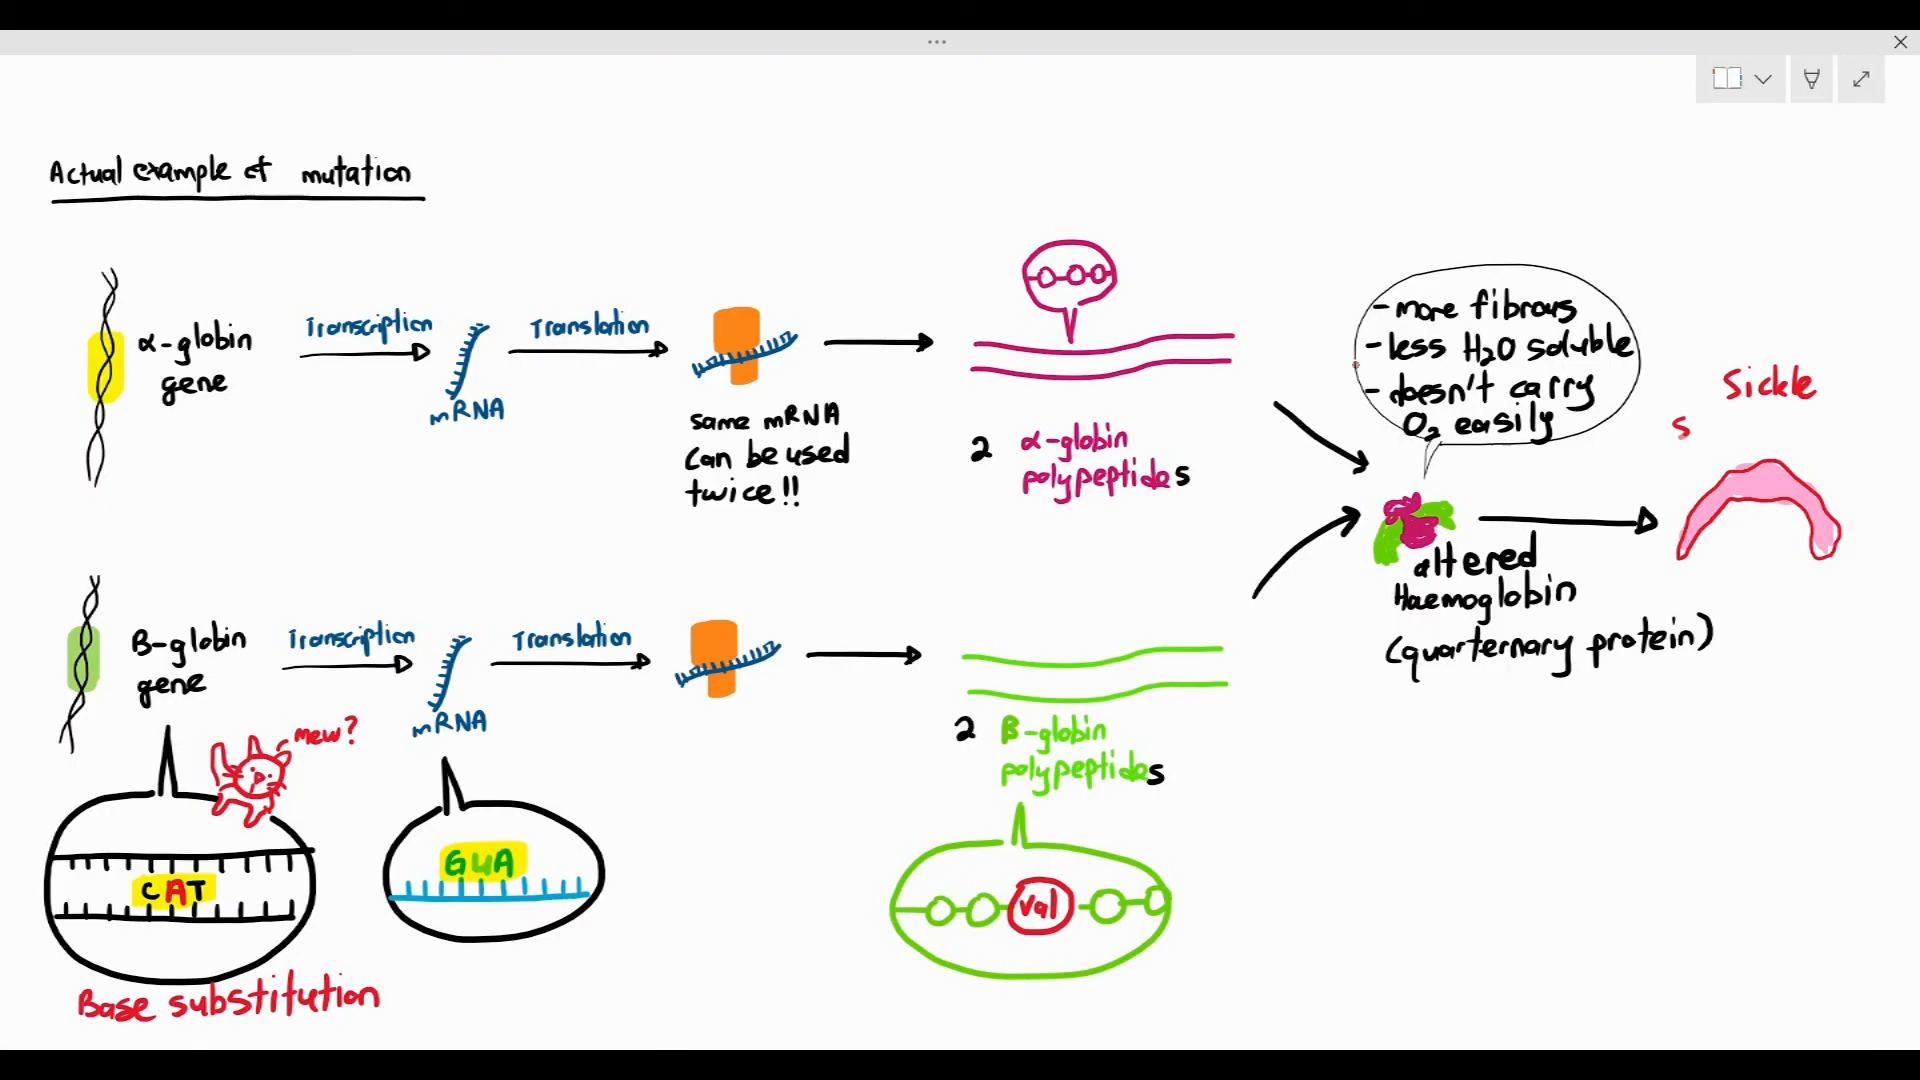 Actual example of mutation
α-globin
gene
Transcription
mRNA
Translation
same mRNA
can be used
twice!!
2 α-globin
polypeptides
- more fibrous
- less H₂O soluble
- doesn't carry
O₂ easily
Sickle
s
altered
Haemoglobin
(quarternary protein)
β-globin
gene
Transcription
mRNA
Translation
2 β-globin
polypeptides
mew?
CAT
GUA
Val
Base substitution